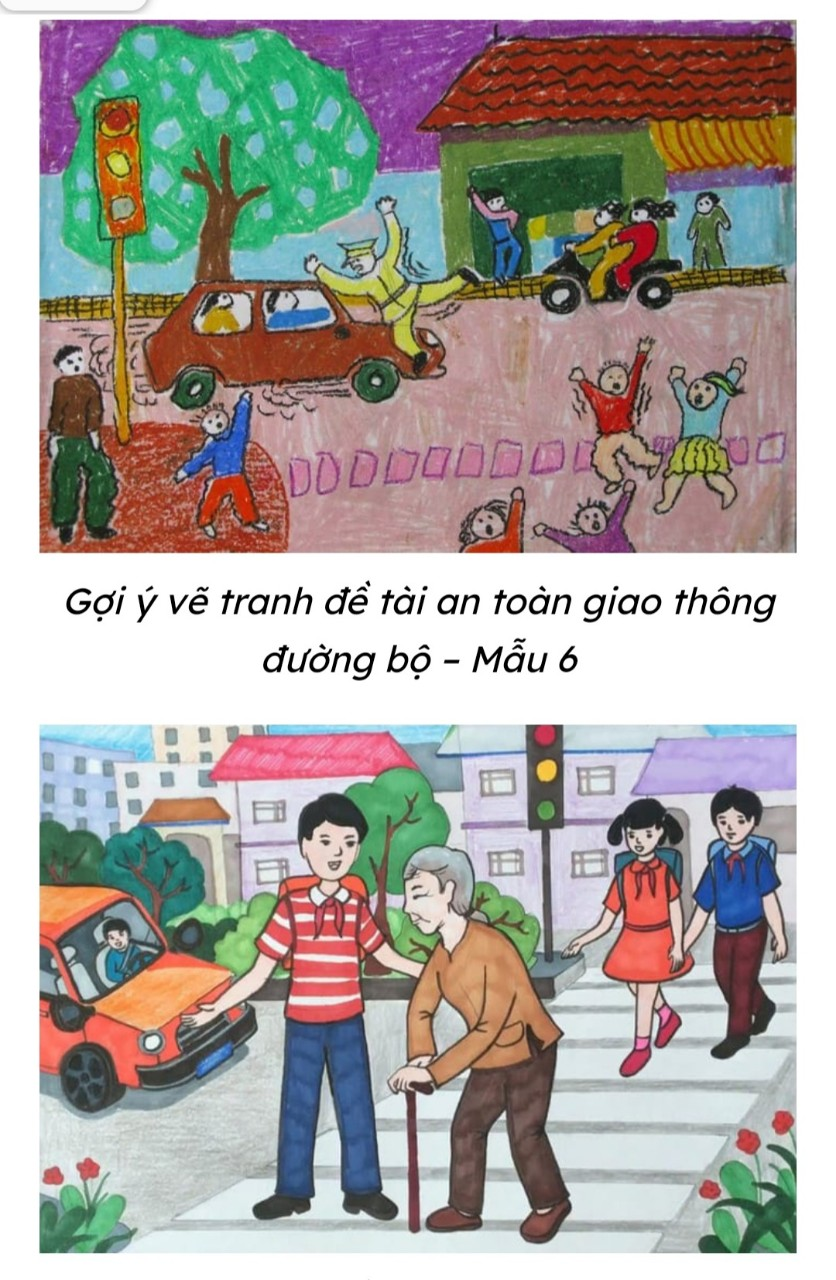 Gợi ý vẽ tranh đề tài an toàn giao thông
đường bộ – Mẫu 6